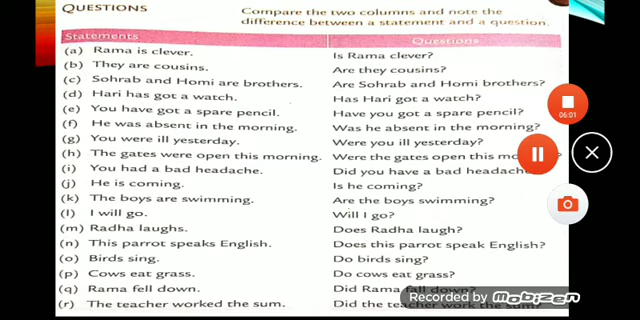 QUESTIONS
Compare the two columns and note the
difference between a statement and a question.
Statements Questions
(a) Rama is clever. Is Rama clever?
(b) They are cousins. Are they cousins?
(c) Sohrab and Homi are brothers. Are Sohrab and Homi brothers?
(d) Hari has got a watch. Has Hari got a watch?
(e) You have got a spare pencil. Have you got a spare pencil?
(f) He was absent in the morning. Was he absent in the morning?
(g) You were ill yesterday. Were you ill yesterday?
(h) The gates were open this morning. Were the gates open this
(i) You had a bad headache. Did you have a bad headache
(j) He is coming. Is he coming?
(k) The boys are swimming. Are the boys swimming?
(l) I will go. Will I go?
(m) Radha laughs. Does Radha laugh?
(n) This parrot speaks English. Does this parrot speak English?
(o) Birds sing. Do birds sing?
(p) Cows eat grass. Do cows eat grass?
(q) Rama fell down. Did Rama fall down?
(r) The teacher worked the sum. Did the teacher work the sum?
06:01
Recorded by Mobizen